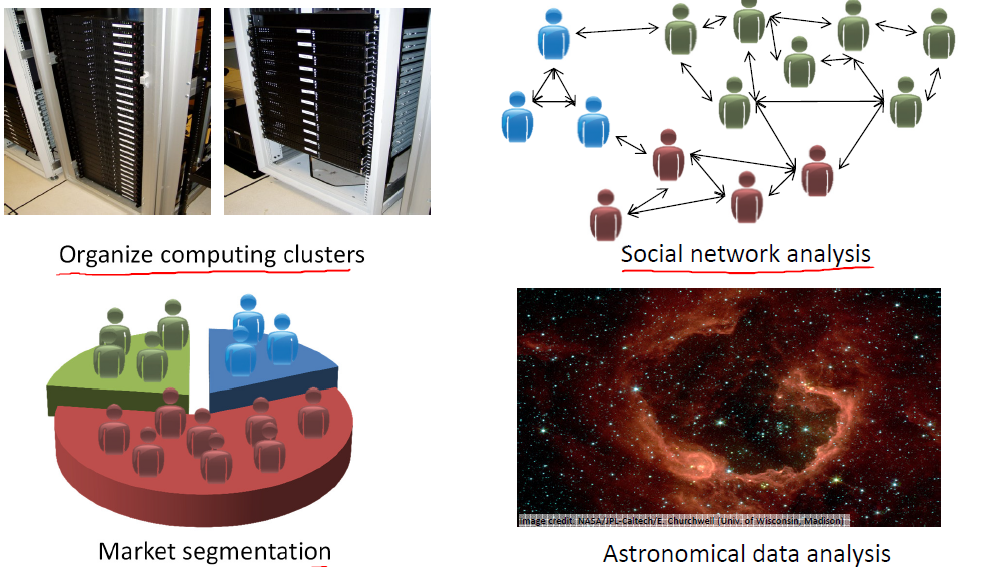 Organize computing clusters
Social network analysis
Image credit: NASA/JPL-Caltech/E. Churchwell (Univ. of Wisconsin, Madison)
Market segmentation
Astronomical data analysis